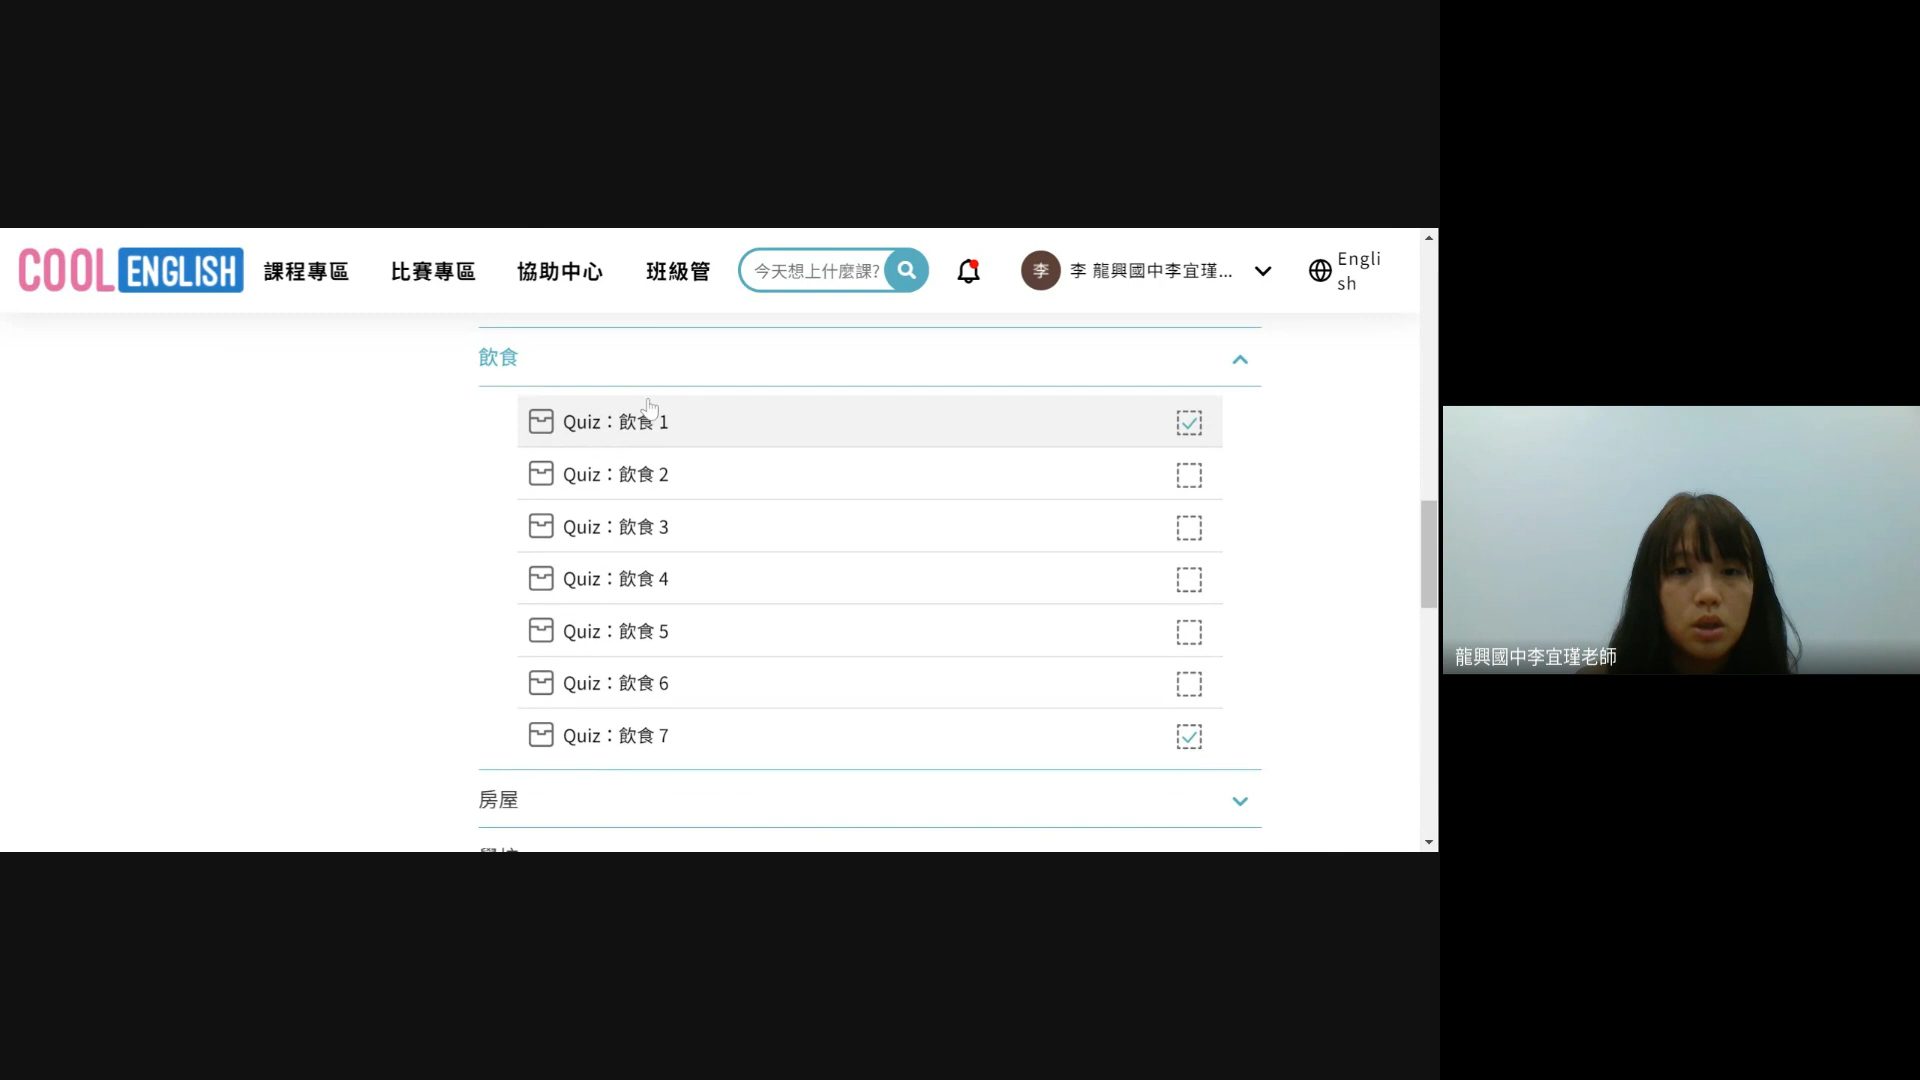 COOL ENGLISH 課程專區 比賽專區 協助中心 班級管 今天想上什麼課? 李 李 龍興國中李宜瑾... Engli
sh
飲食
Quiz：飲食 1
Quiz：飲食 2
Quiz：飲食 3
Quiz：飲食 4
Quiz：飲食 5
Quiz：飲食 6
Quiz：飲食 7
房屋
龍興國中李宜瑾老師